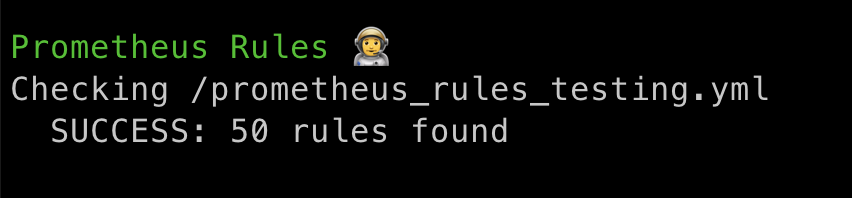 Prometheus Rules 🧑‍🚀
Checking /prometheus_rules_testing.yml
  SUCCESS: 50 rules found